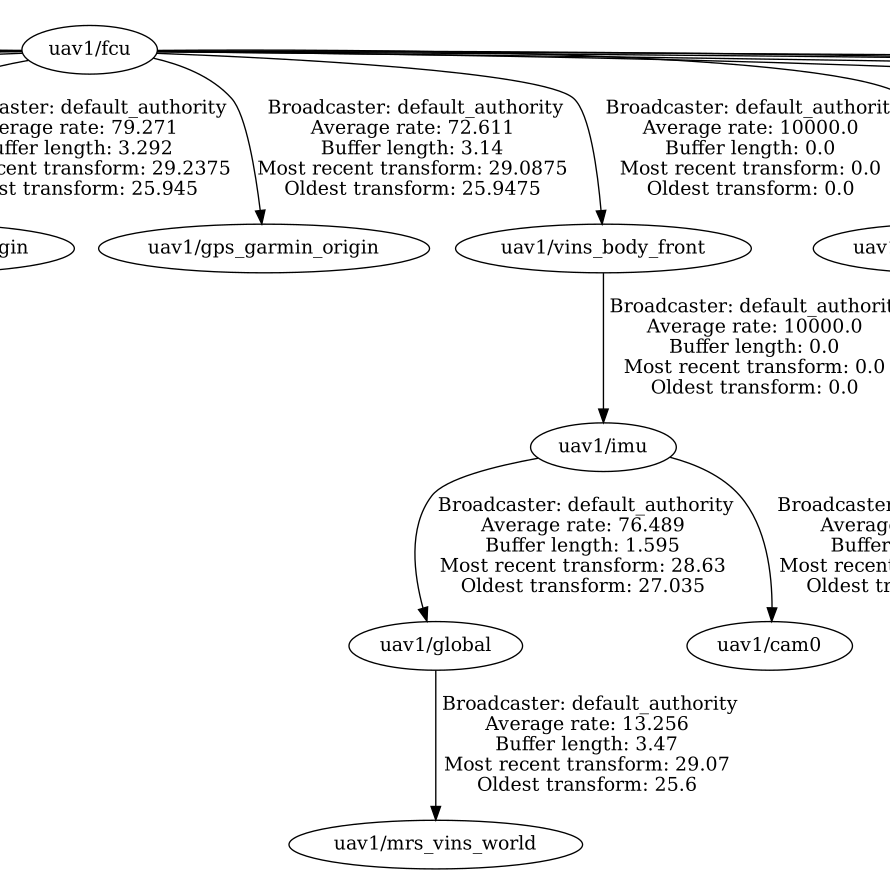 uav1/fcu
aster: default_authority
erage rate: 79.271
uffer length: 3.292
ecent transform: 29.2375
st transform: 25.945
Broadcaster: default_authority
Average rate: 72.611
Buffer length: 3.14
Most recent transform: 29.0875
Oldest transform: 25.9475
Broadcaster: default_authorit
Average rate: 10000.0
Buffer length: 0.0
Most recent transform: 0.0
Oldest transform: 0.0
gin
uav1/gps_garmin_origin
uav1/vins_body_front
uav1
Broadcaster: default_authorit
Average rate: 10000.0
Buffer length: 0.0
Most recent transform: 0.0
Oldest transform: 0.0
uav1/imu
Broadcaster: default_authority
Average rate: 76.489
Buffer length: 1.595
Most recent transform: 28.63
Oldest transform: 27.035
Broadcaster
Averag
Buffer
Most recent
Oldest tr
uav1/global
uav1/cam0
Broadcaster: default_authority
Average rate: 13.256
Buffer length: 3.47
Most recent transform: 29.07
Oldest transform: 25.6
uav1/mrs_vins_world